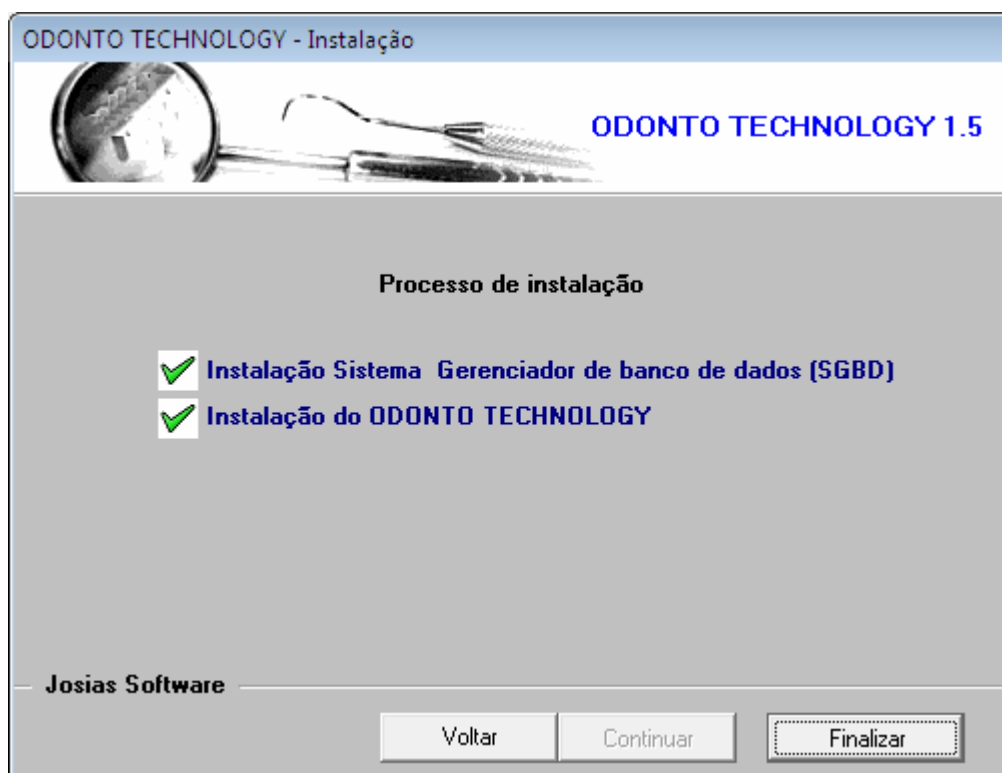 ODONTO TECHNOLOGY - Instalação
ODONTO TECHNOLOGY 1.5
Processo de instalação
Instalação Sistema Gerenciador de banco de dados (SGBD)
Instalação do ODONTO TECHNOLOGY
Josias Software
Voltar Continuar Finalizar